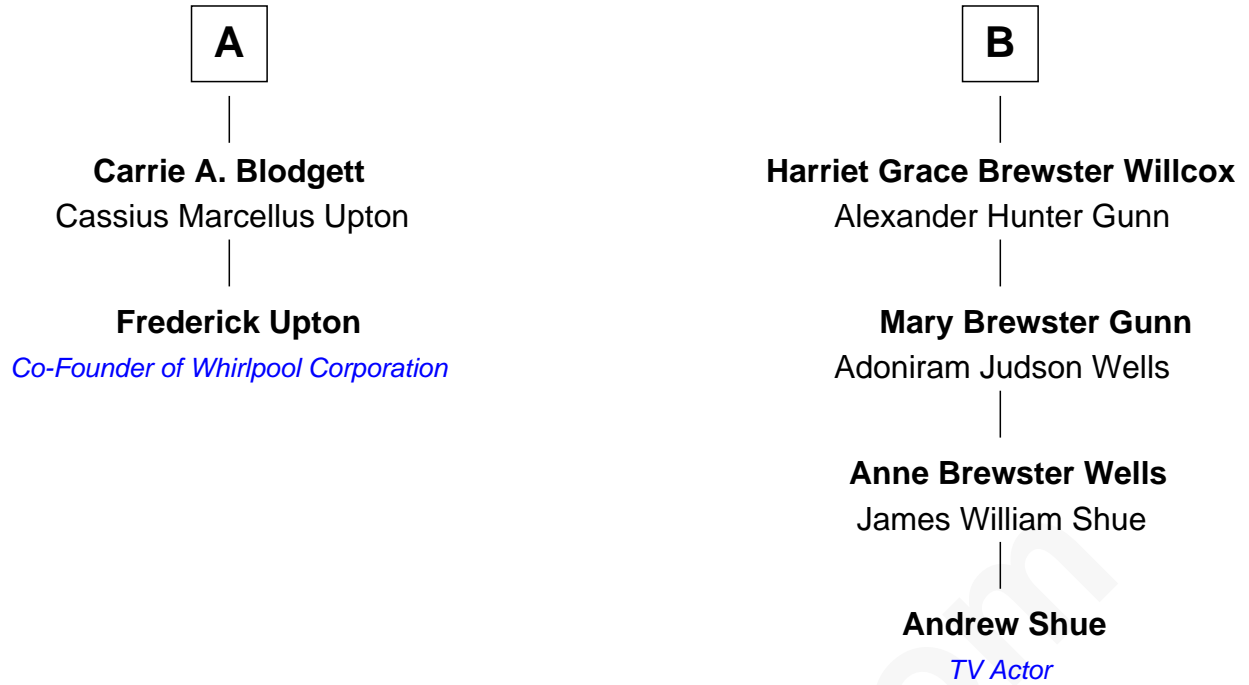 A
Carrie A. Blodgett
Cassius Marcellus Upton
Frederick Upton
Co-Founder of Whirlpool Corporation
B
Harriet Grace Brewster Willcox
Alexander Hunter Gunn
Mary Brewster Gunn
Adoniram Judson Wells
Anne Brewster Wells
James William Shue
Andrew Shue
TV Actor